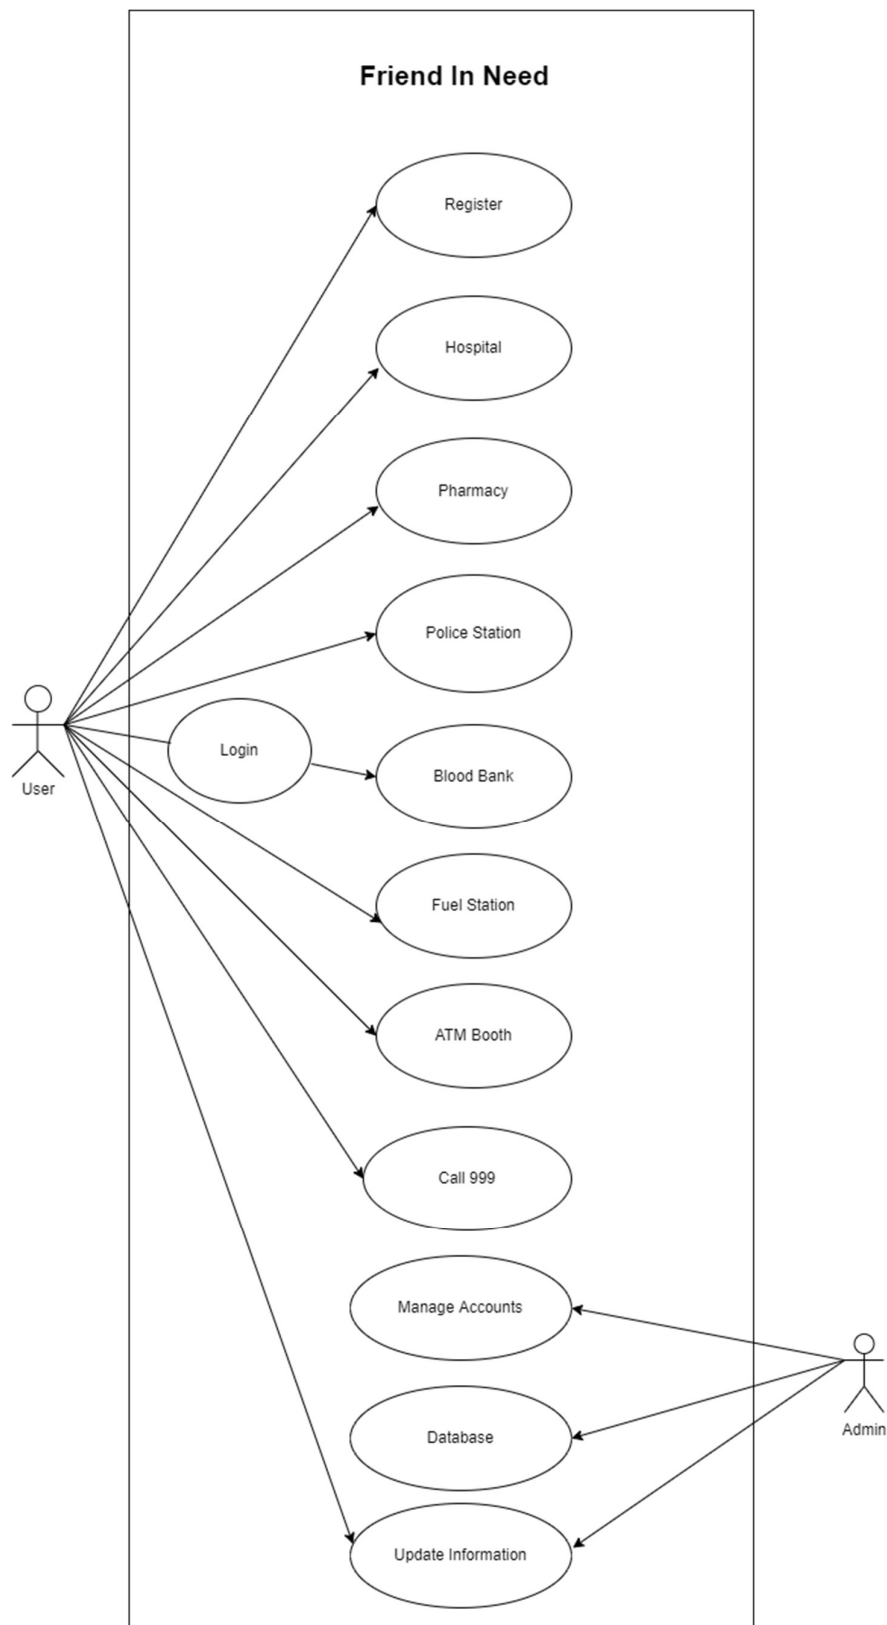 Friend In Need
Register
Hospital
Pharmacy
Police Station
Login
Blood Bank
User
Fuel Station
ATM Booth
Call 999
Manage Accounts
Admin
Database
Update Information